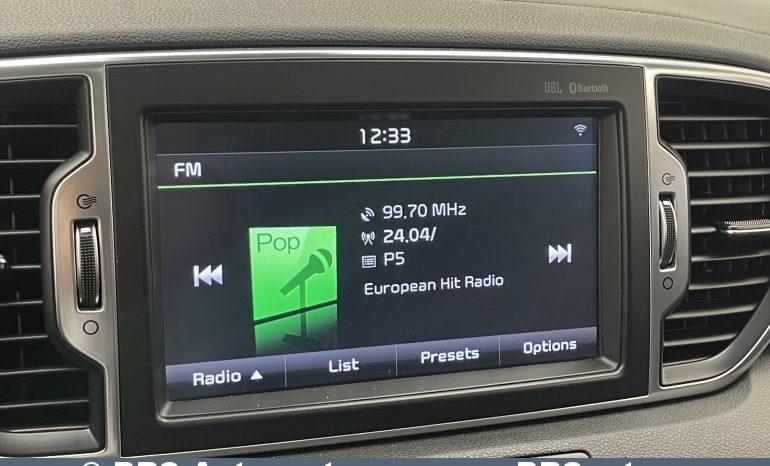 JBL Bluetooth
12:33
FM
99.70 MHz
Pop
24.04/
P5
European Hit Radio
Radio ▲
List
Presets
Options